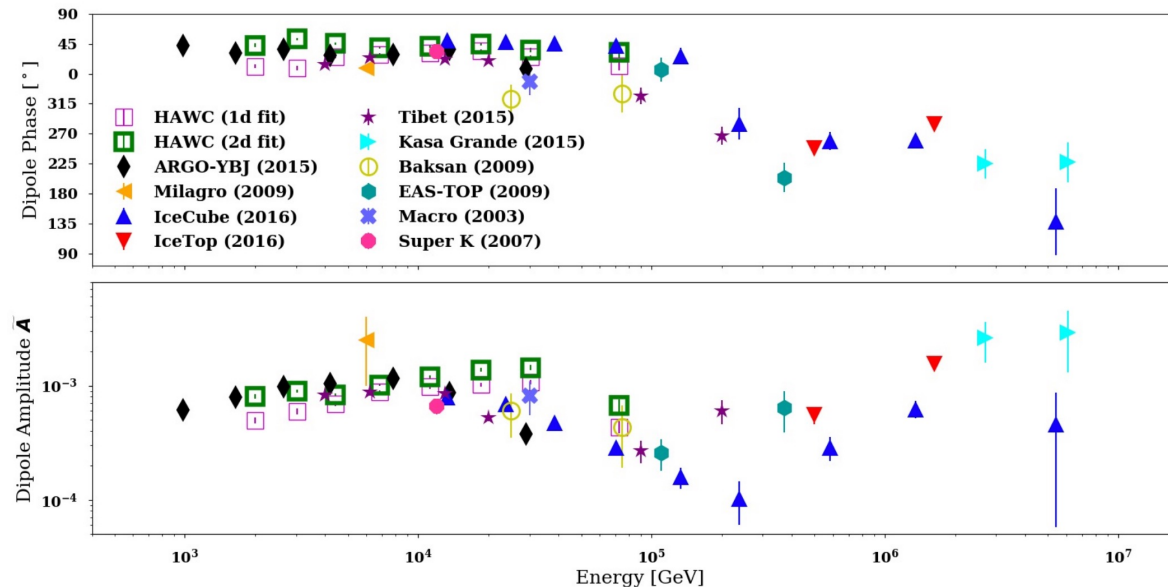 90
45
0
315
270
225
180
135
90
Dipole Phase [ ° ]
HAWC (1d fit)
HAWC (2d fit)
ARGO-YBJ (2015)
Milagro (2009)
IceCube (2016)
IceTop (2016)
Tibet (2015)
Kasa Grande (2015)
Baksan (2009)
EAS-TOP (2009)
Macro (2003)
Super K (2007)
Dipole Amplitude Ã
10⁻³
10⁻⁴
10³ 10⁴ 10⁵ 10⁶ 10⁷
Energy [GeV]